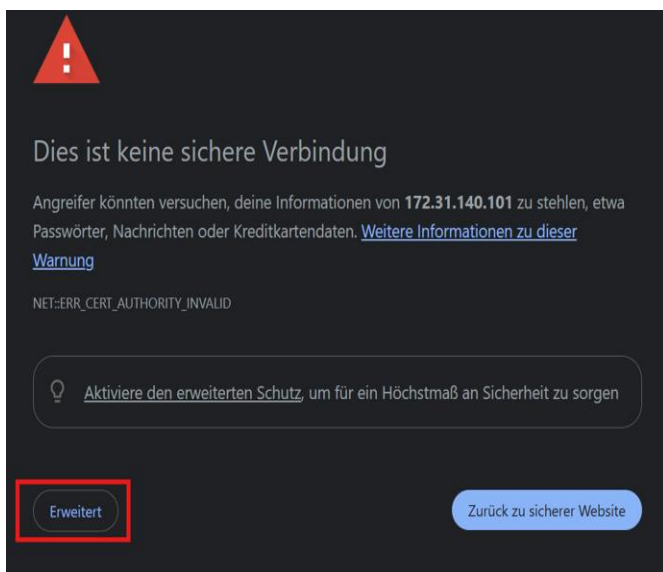 Dies ist keine sichere Verbindung
Angreifer könnten versuchen, deine Informationen von 172.31.140.101 zu stehlen, etwa
Passwörter, Nachrichten oder Kreditkartendaten. Weitere Informationen zu dieser
Warnung
NET::ERR_CERT_AUTHORITY_INVALID
Aktiviere den erweiterten Schutz, um für ein Höchstmaß an Sicherheit zu sorgen
Erweitert
Zurück zu sicherer Website